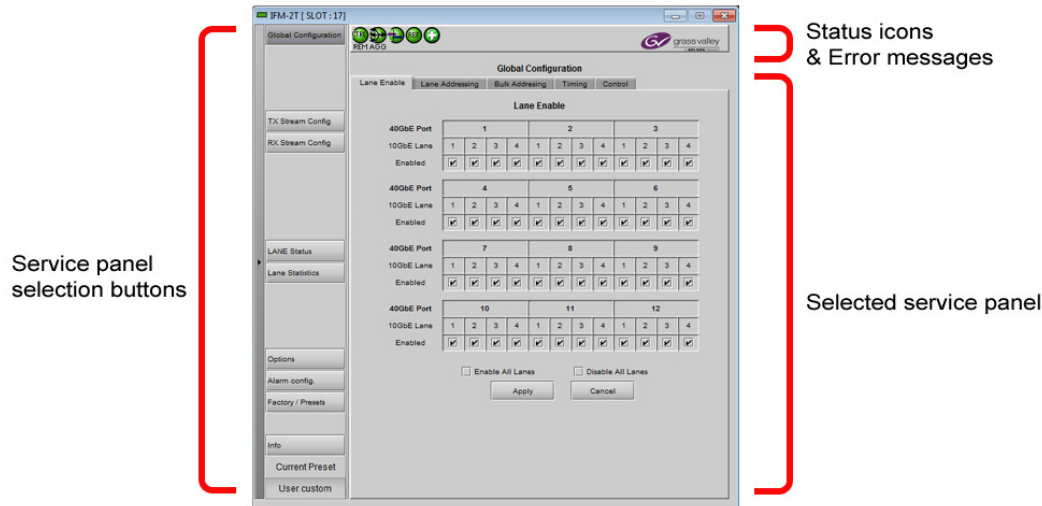 IFM-2T [ SLOT : 17]
Status icons
& Error messages
REM AGG
grassvalley
Global Configuration
Global Configuration
Lane Enable Lane Addressing Bulk Addresing Timing Control
Lane Enable
TX Stream Config
RX Stream Config
LANE Status
Lane Statistics
Options
Alarm config.
Factory / Presets
Info
Current Preset
User custom
40GbE Port 1 2 3
10GbE Lane 1 2 3 4 1 2 3 4 1 2 3 4
Enabled
40GbE Port 4 5 6
10GbE Lane 1 2 3 4 1 2 3 4 1 2 3 4
Enabled
40GbE Port 7 8 9
10GbE Lane 1 2 3 4 1 2 3 4 1 2 3 4
Enabled
40GbE Port 10 11 12
10GbE Lane 1 2 3 4 1 2 3 4 1 2 3 4
Enabled
Enable All Lanes Disable All Lanes
Apply Cancel
Service panel
selection buttons
Selected service panel